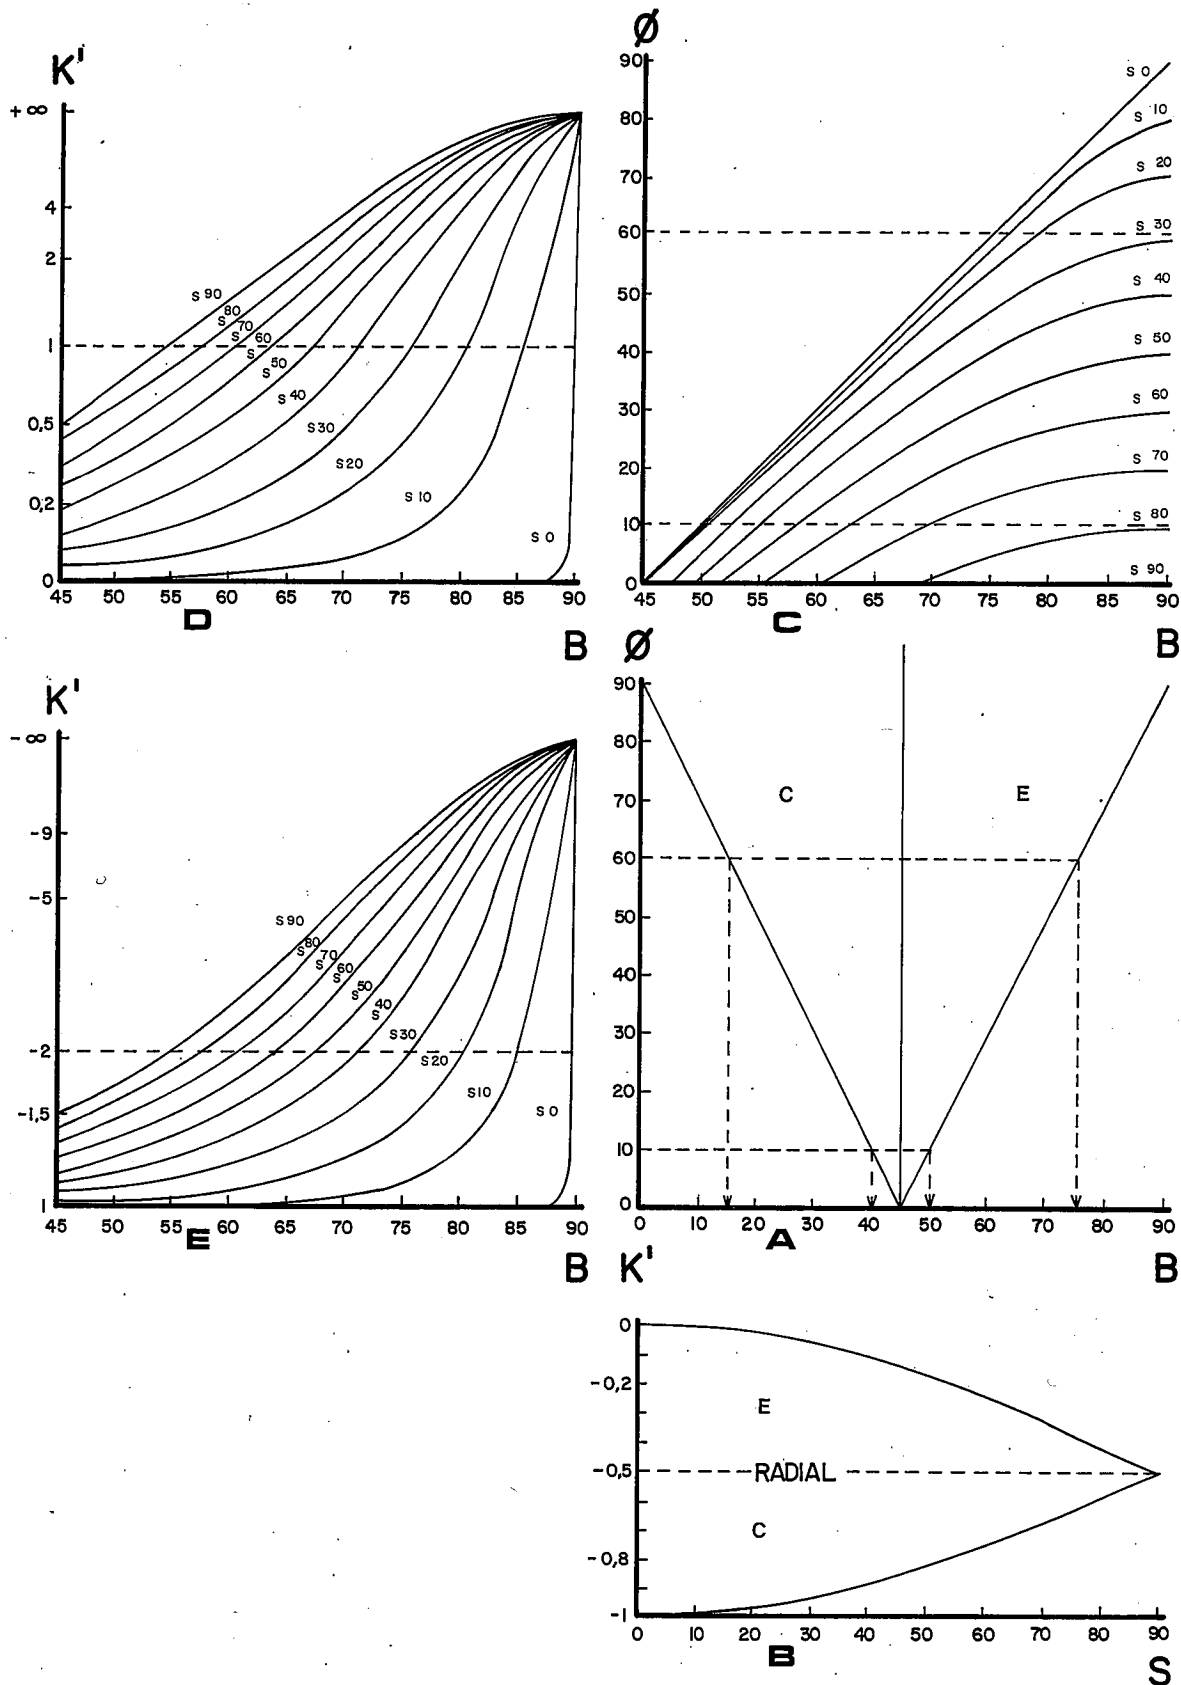 K'
+ ∞
4
2
1
0,5
0,2
0
S 90
S 80
S 70
S 60
S 50
S 40
S 30
S 20
S 10
S 0
45 50 55 60 65 70 75 80 85 90
D
B
Ø
90
80
70
60
50
40
30
20
10
0
S 0
S 10
S 20
S 30
S 40
S 50
S 60
S 70
S 80
S 90
45 50 55 60 65 70 75 80 85 90
C
B
K'
- ∞
-9
-5
-2
-1,5
1
S 90
S 80
S 70
S 60
S 50
S 40
S 30
S 20
S 10
S 0
45 50 55 60 65 70 75 80 85 90
E
B
Ø
90
80
70
60
50
40
30
20
10
0
C
E
0 10 20 30 40 50 60 70 80 90
A
B
K'
0
-0,2
-0,5
-0,8
-1
E
RADIAL
C
0 10 20 30 40 50 60 70 80 90
B
S